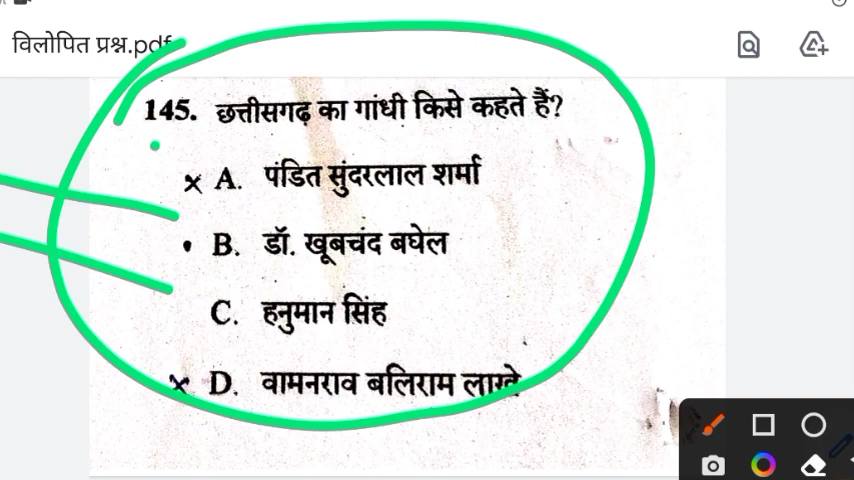 विलोपित प्रश्न.pdf
145. छत्तीसगढ़ का गांधी किसे कहते हैं?
A. पंडित सुंदरलाल शर्मा
B. डॉ. खूबचंद बघेल
C. हनुमान सिंह
D. वामनराव बलिराम लाखे